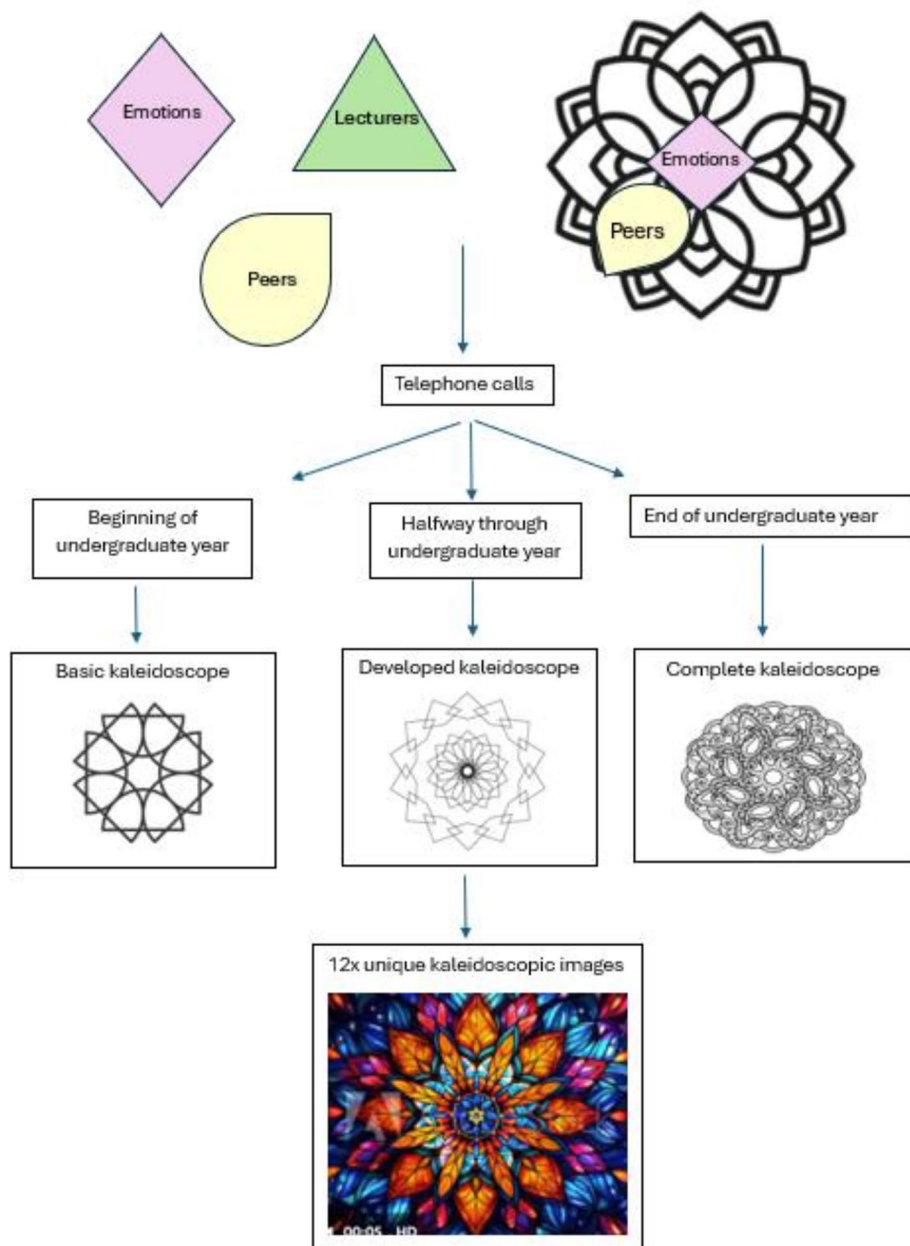 Emotions
Lecturers
Peers
Emotions
Peers
Telephone calls
Beginning of
undergraduate year
Halfway through
undergraduate year
End of undergraduate year
Basic kaleidoscope
Developed kaleidoscope
Complete kaleidoscope
12x unique kaleidoscopic images
00:05 HD